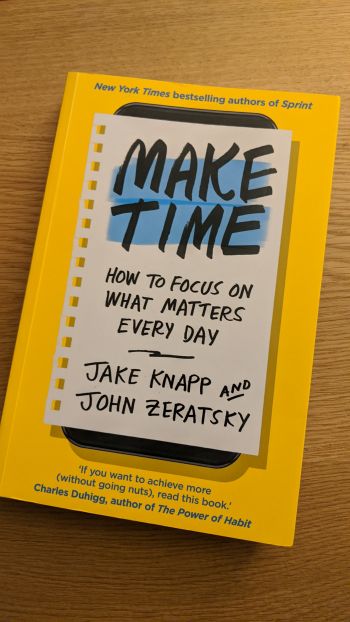 New York Times bestselling authors of Sprint
MAKE
TIME
HOW TO FOCUS ON
WHAT MATTERS
EVERY DAY
JAKE KNAPP AND
JOHN ZERATSKY
'If you want to achieve more
(without going nuts), read this book.'
Charles Duhigg, author of The Power of Habit